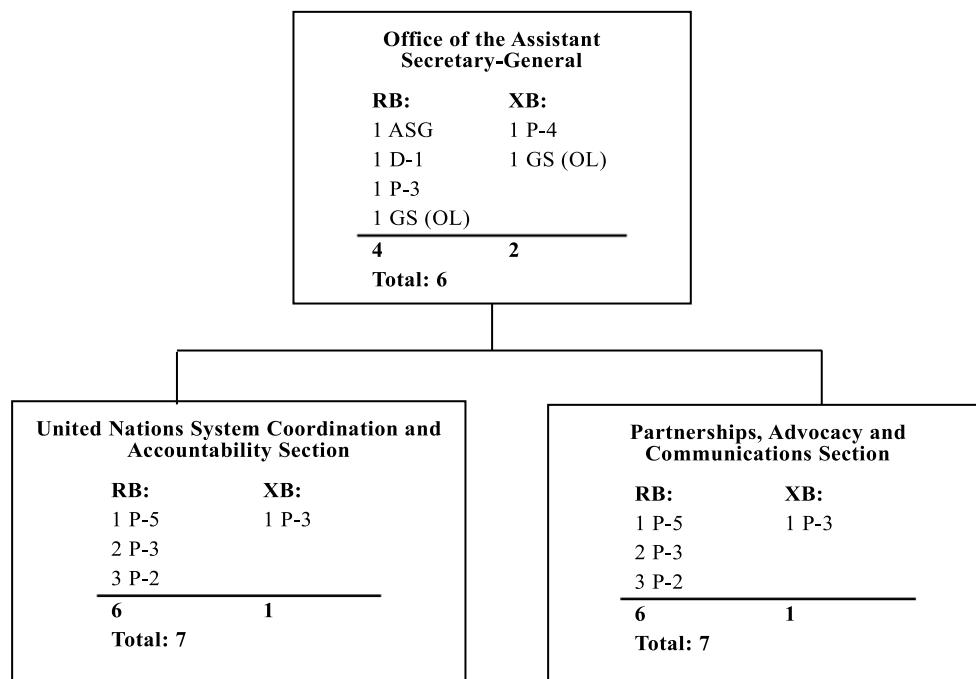 Office of the Assistant
Secretary-General
RB: XB:
1 ASG 1 P-4
1 D-1 1 GS (OL)
1 P-3
1 GS (OL)
4 2
Total: 6
United Nations System Coordination and
Accountability Section
RB: XB:
1 P-5 1 P-3
2 P-3
3 P-2
6 1
Total: 7
Partnerships, Advocacy and
Communications Section
RB: XB:
1 P-5 1 P-3
2 P-3
3 P-2
6 1
Total: 7